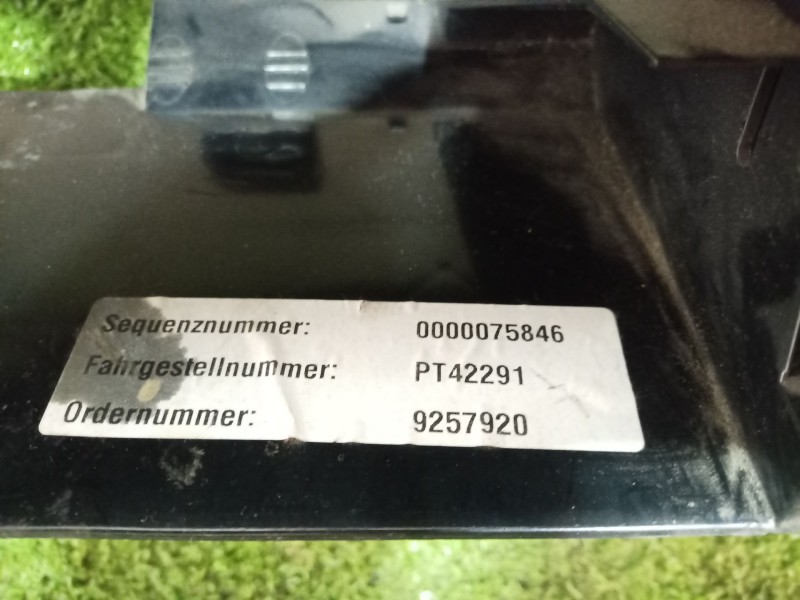 Sequenznummer: 0000075846
Fahrgestellnummer: PT42291
Ordernummer: 9257920